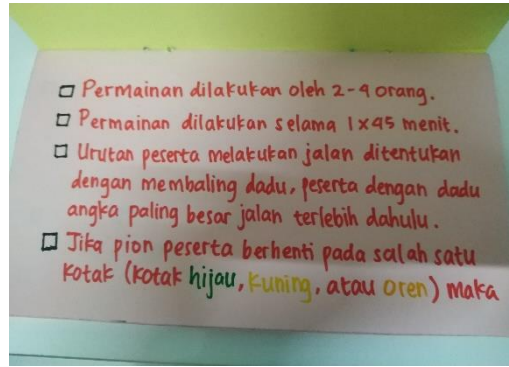 Permainan dilakukan oleh 2-4 orang.
Permainan dilakukan selama 1x45 menit.
Urutan peserta melakukan jalan ditentukan
dengan membaling dadu, peserta dengan dadu
angka paling besar jalan terlebih dahulu.
Jika pion peserta berhenti pada salah satu
kotak (kotak hijau, kuning, atau oren) maka